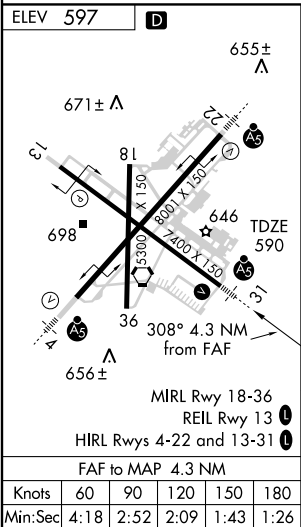 ELEV 597 D
655±
671±
22
A5
13
18
V
P
8001 X 150
5300 X 150
7400 X 150
698
646
TDZE
590
A5
V
V
31
4
A5
36
308° 4.3 NM
from FAF
656±
MIRL Rwy 18-36
REIL Rwy 13 L
HIRL Rwys 4-22 and 13-31 L
FAF to MAP 4.3 NM
Knots 60 90 120 150 180
Min:Sec 4:18 2:52 2:09 1:43 1:26